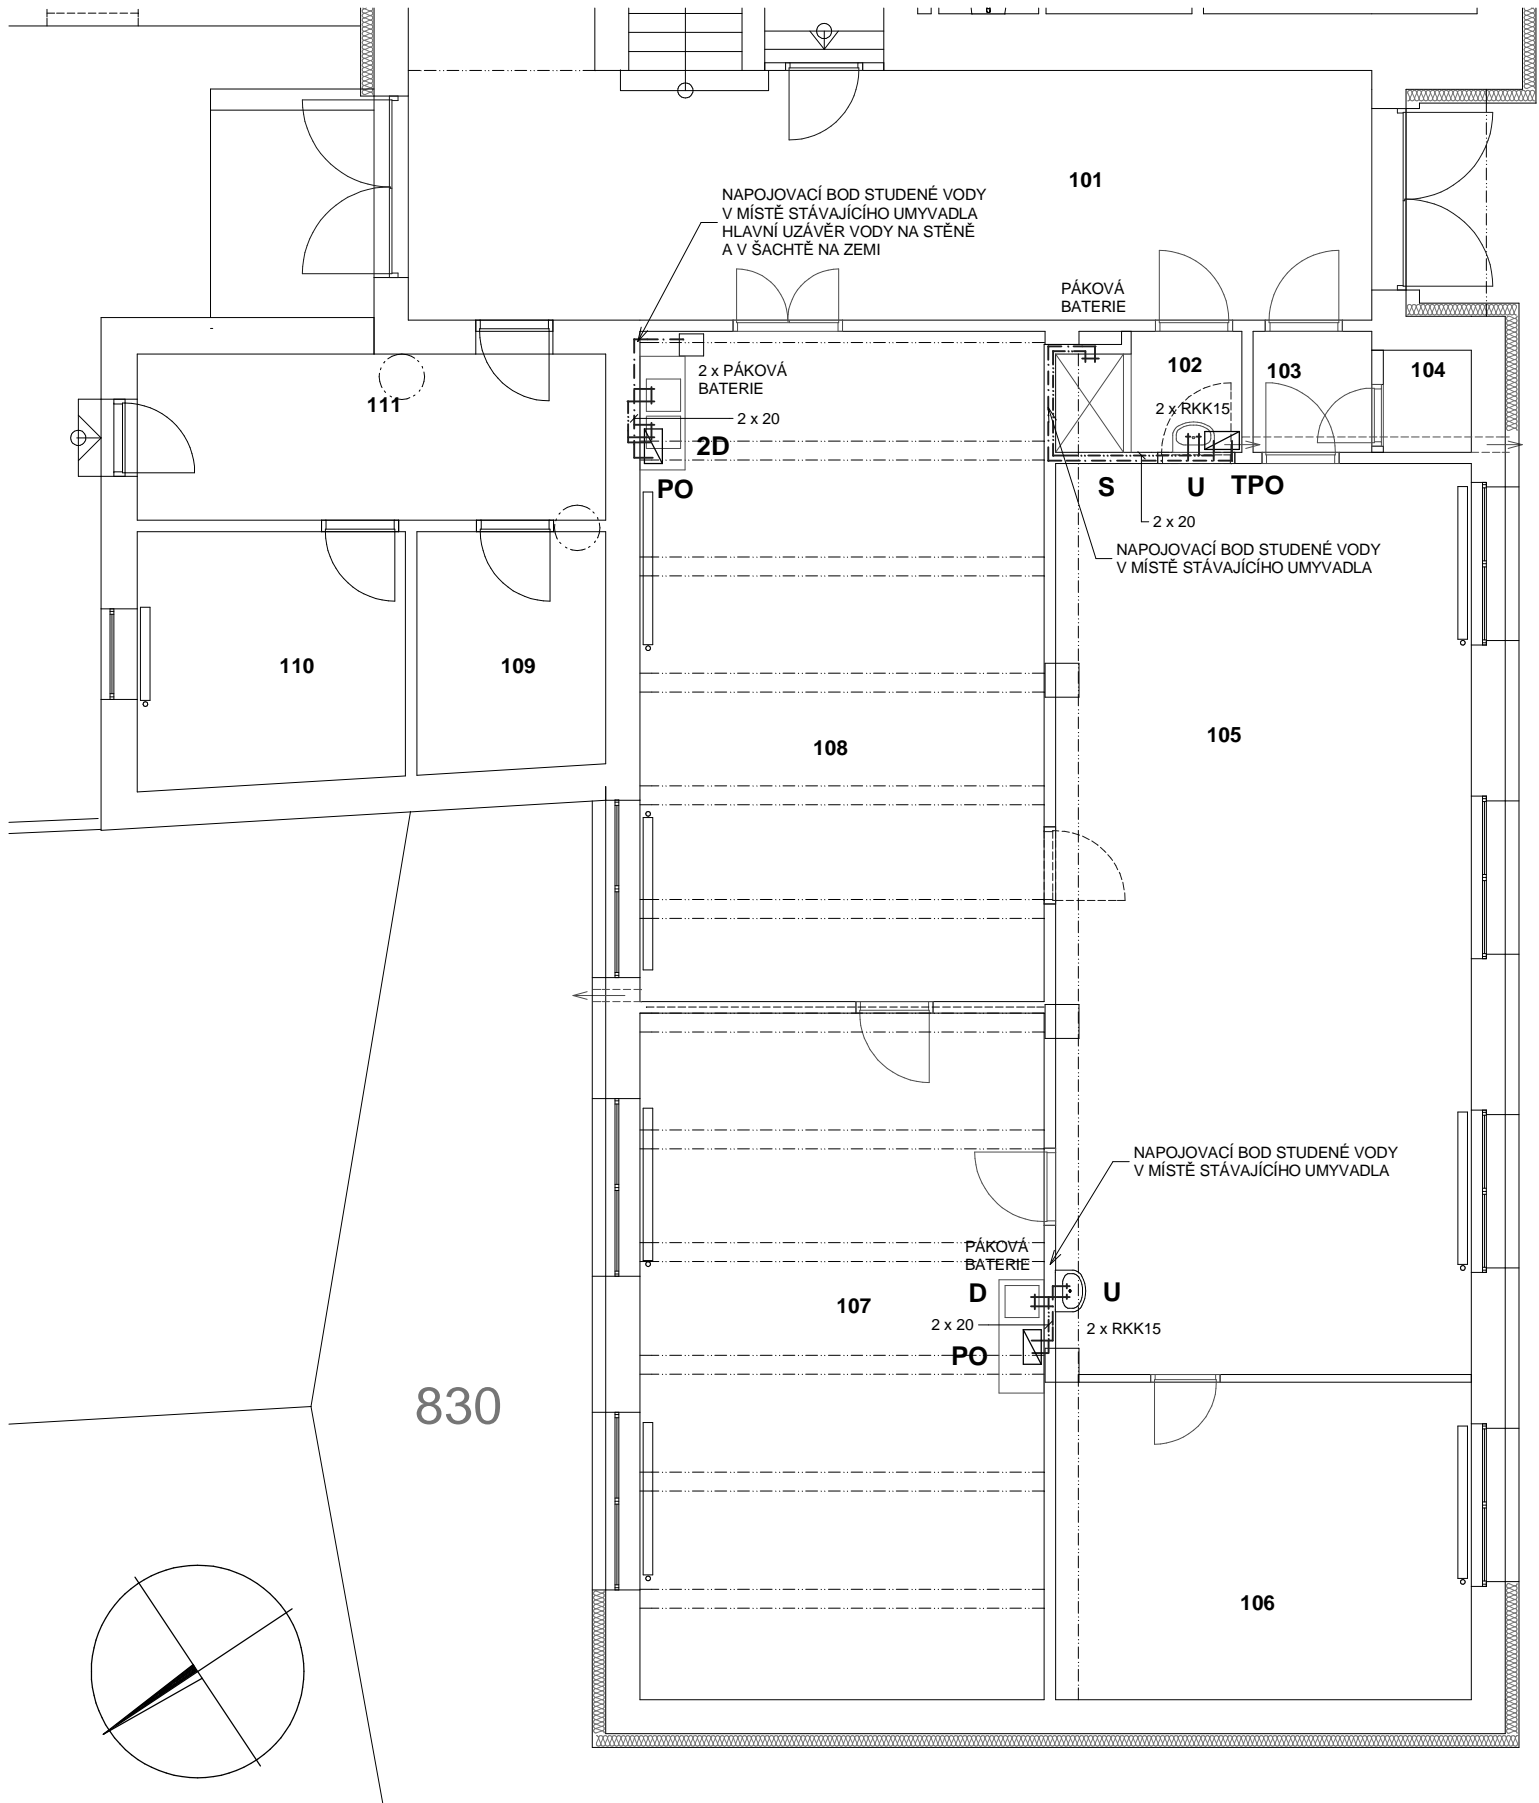 101
NAPOJOVACÍ BOD STUDENÉ VODY
V MÍSTĚ STÁVAJÍCÍHO UMYVADLA
HLAVNÍ UZÁVĚR VODY NA STĚNĚ
A V ŠACHTĚ NA ZEMI
PÁKOVÁ
BATERIE
102
103
104
2 x PÁKOVÁ
BATERIE
111
2 x RKK15
2 x 20
2D
PO
S
U
TPO
2 x 20
NAPOJOVACÍ BOD STUDENÉ VODY
V MÍSTĚ STÁVAJÍCÍHO UMYVADLA
110
109
105
108
NAPOJOVACÍ BOD STUDENÉ VODY
V MÍSTĚ STÁVAJÍCÍHO UMYVADLA
PÁKOVÁ
BATERIE
D
U
107
2 x 20
2 x RKK15
PO
830
106